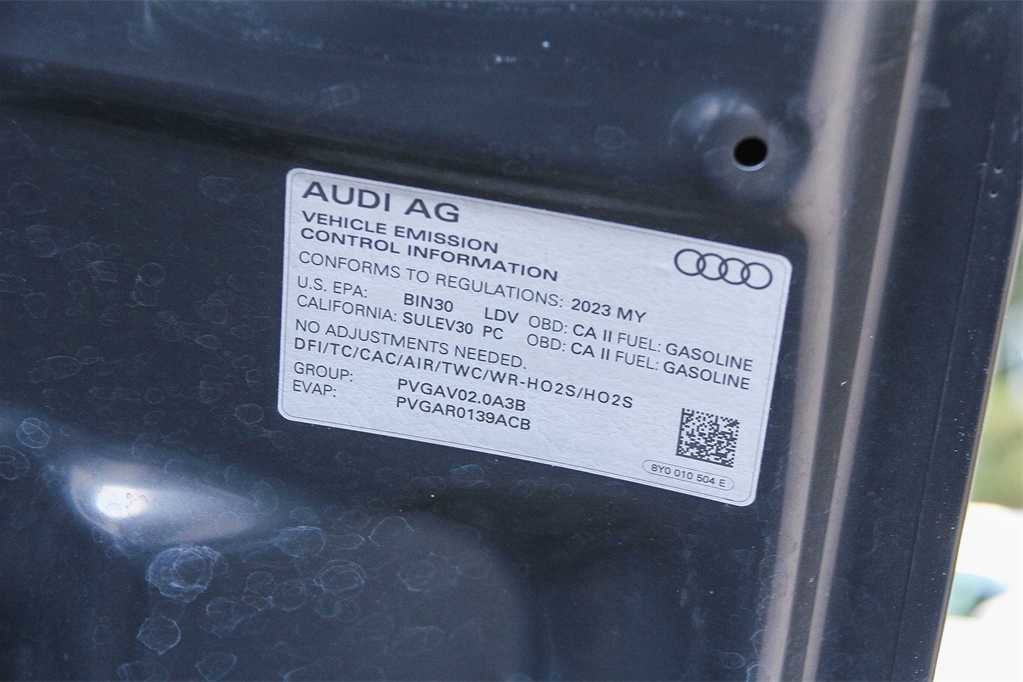 AUDI AG
VEHICLE EMISSION
CONTROL INFORMATION
CONFORMS TO REGULATIONS: 2023 MY
U.S. EPA: BIN30 LDV OBD: CA II FUEL: GASOLINE
CALIFORNIA: SULEV30 PC OBD: CA II FUEL: GASOLINE
NO ADJUSTMENTS NEEDED.
DFI/TC/CAC/AIR/TWC/WR-HO2S/HO2S
GROUP: PVGAV02.0A3B
EVAP: PVGAR0139ACB
8Y0 010 504 E